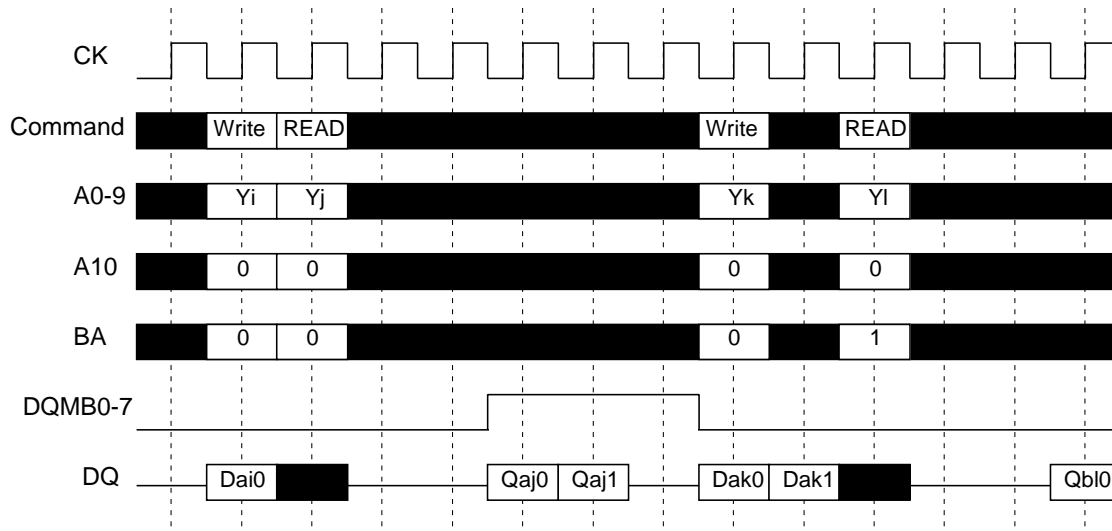 CK
Command Write READ Write READ
A0-9 Yi Yj Yk Yl
A10 0 0 0 0
BA 0 0 0 1
DQMB0-7
DQ Dai0 Qaj0 Qaj1 Dak0 Dak1 Qbl0